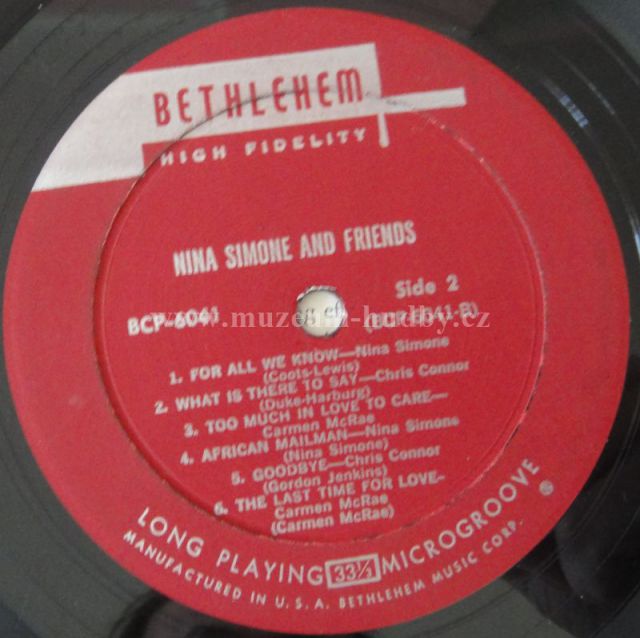 BETHLEHEM
HIGH FIDELITY
NINA SIMONE AND FRIENDS
Side 2
BCP-6041 (BCP-6041-B)
www.muzeum-hudby.cz
1. FOR ALL WE KNOW—Nina Simone
(Coots-Lewis)
2. WHAT IS THERE TO SAY—Chris Connor
(Duke-Harburg)
3. TOO MUCH IN LOVE TO CARE—
Carmen McRae
4. AFRICAN MAILMAN—Nina Simone
(Nina Simone)
5. GOODBYE—Chris Connor
(Gordon Jenkins)
6. THE LAST TIME FOR LOVE-
Carmen McRae
(Carmen McRae)
LONG PLAYING 33⅓ MICROGROOVE
MANUFACTURED IN U.S.A. BETHLEHEM MUSIC CORP.